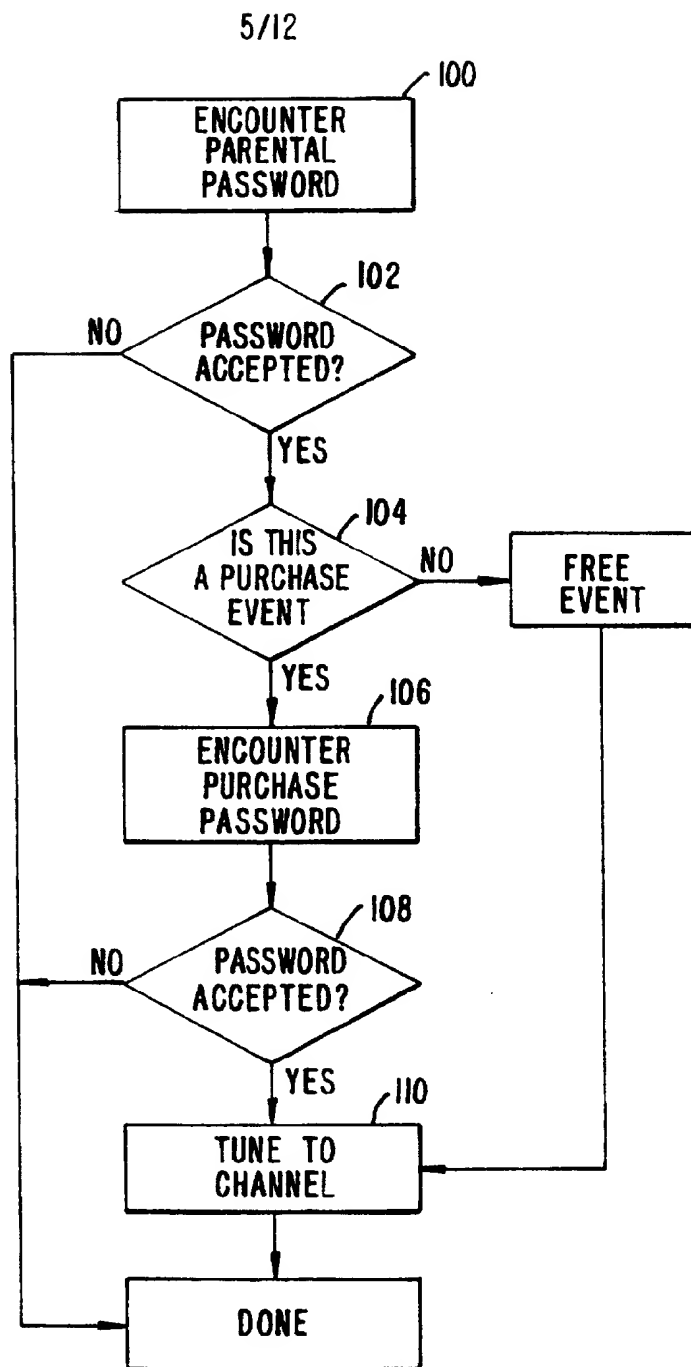 5/12
100
ENCOUNTER
PARENTAL
PASSWORD
102
NO
PASSWORD
ACCEPTED?
YES
104
IS THIS
A PURCHASE
EVENT
NO
FREE
EVENT
YES
106
ENCOUNTER
PURCHASE
PASSWORD
108
NO
PASSWORD
ACCEPTED?
YES
110
TUNE TO
CHANNEL
DONE